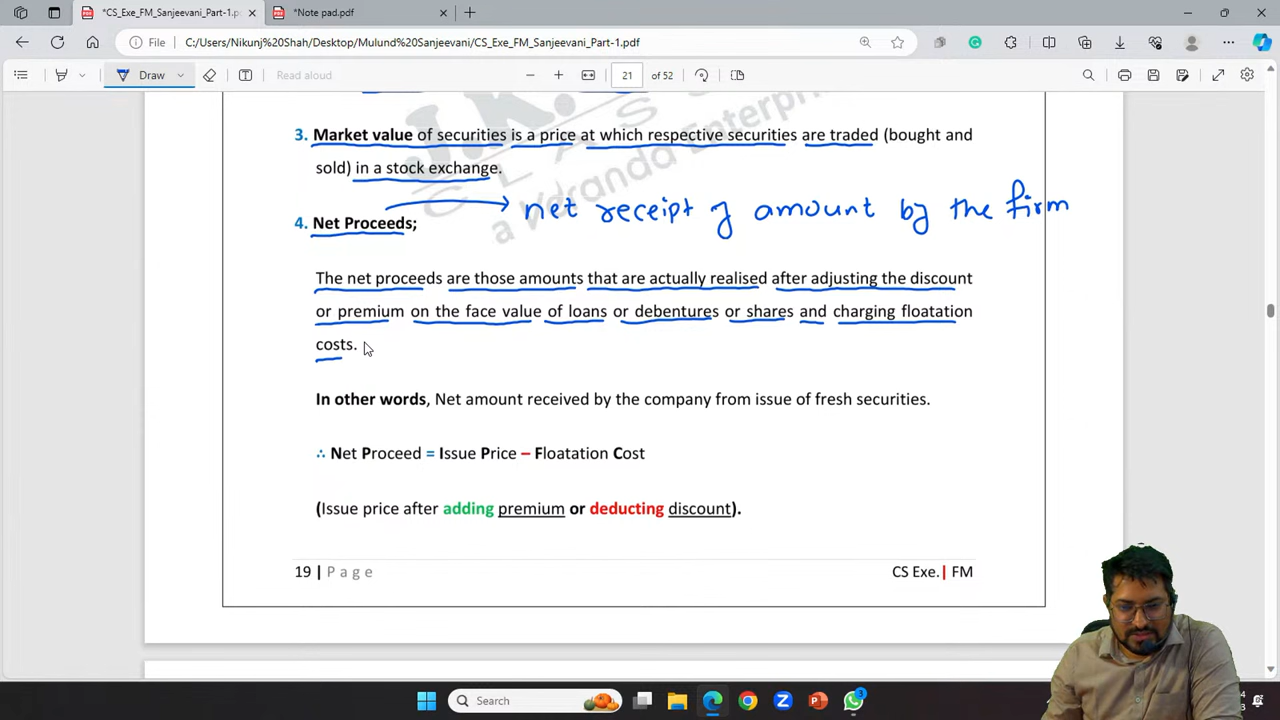 *CS_Exe_FM_Sanjeevani_Part-1.p
*Note pad.pdf
File
C:/Users/Nikunj%20Shah/Desktop/Mulund%20Sanjeevani/CS_Exe_FM_Sanjeevani_Part-1.pdf
Draw
Read aloud
21 of 52
3. Market value of securities is a price at which respective securities are traded (bought and
sold) in a stock exchange.
net receipt of amount by the firm
4. Net Proceeds;
The net proceeds are those amounts that are actually realised after adjusting the discount
or premium on the face value of loans or debentures or shares and charging floatation
costs.
In other words, Net amount received by the company from issue of fresh securities.
∴ Net Proceed = Issue Price – Floatation Cost
(Issue price after adding premium or deducting discount).
19 | Page
CS Exe.| FM
Search
3